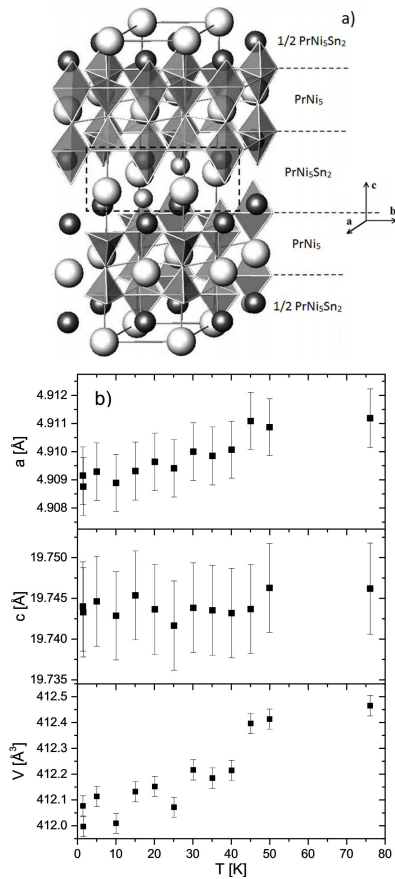 a)
1/2 PrNi5Sn2
PrNi5
PrNi5Sn2
PrNi5
1/2 PrNi5Sn2
c
a b
b)
4.912
4.911
4.910
4.909
4.908
a [Å]
19.750
19.745
19.740
19.735
c [Å]
412.5
412.4
412.3
412.2
412.1
412.0
V [Å³]
0 10 20 30 40 50 60 70 80
T [K]